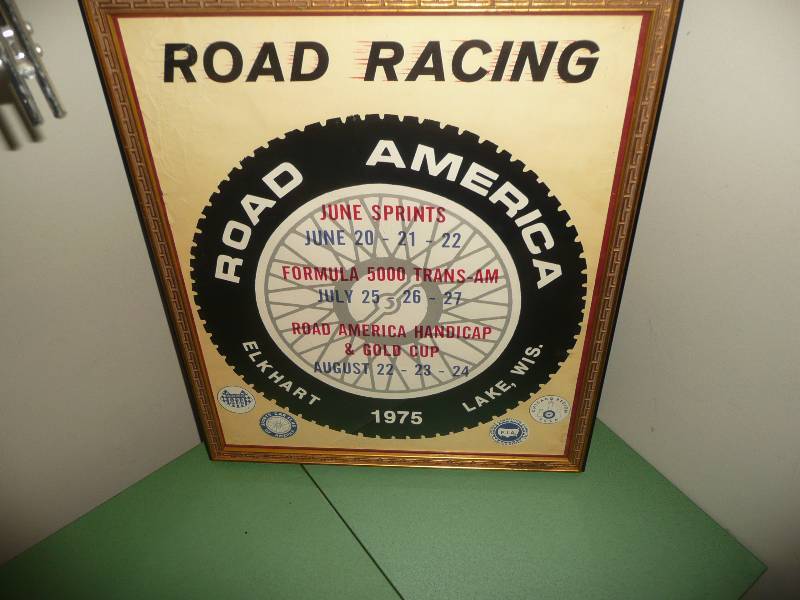 ROAD RACING
ROAD AMERICA
JUNE SPRINTS
JUNE 20 - 21 - 22
FORMULA 5000 TRANS-AM
JULY 25 - 26 - 27
ROAD AMERICA HANDICAP
& GOLD CUP
AUGUST 22 - 23 - 24
ELKHART LAKE, WIS.
1975
F.I.A.